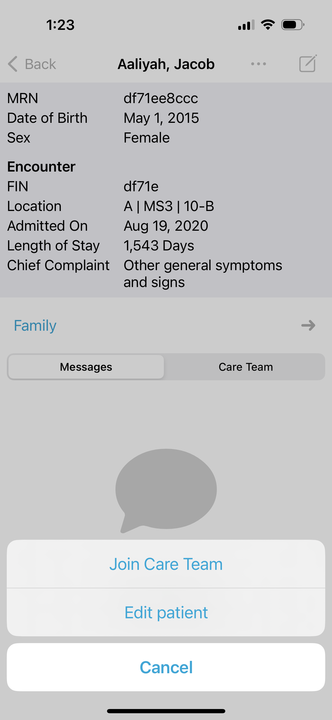 1:23
Back Aaliyah, Jacob
MRN df71ee8ccc
Date of Birth May 1, 2015
Sex Female
Encounter
FIN df71e
Location A | MS3 | 10-B
Admitted On Aug 19, 2020
Length of Stay 1,543 Days
Chief Complaint Other general symptoms
and signs
Family
Messages Care Team
Join Care Team
Edit patient
Cancel